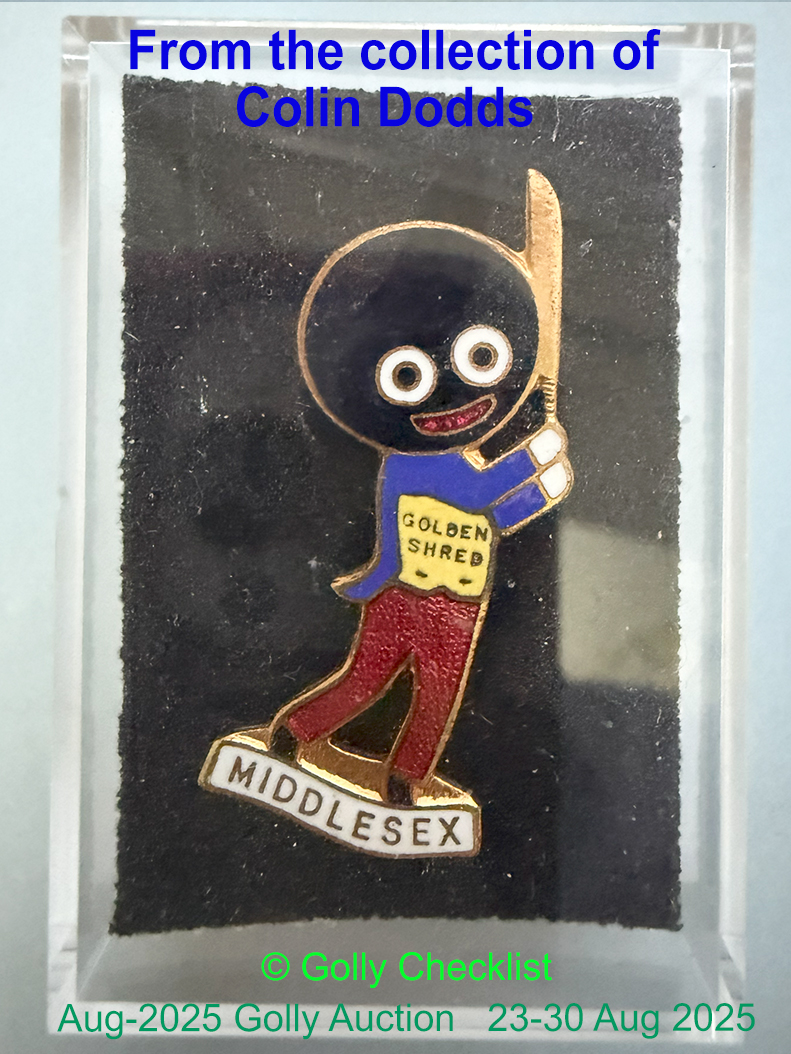 From the collection of
Colin Dodds
GOLDEN
SHRED
MIDDLESEX
© Golly Checklist
Aug-2025 Golly Auction 23-30 Aug 2025